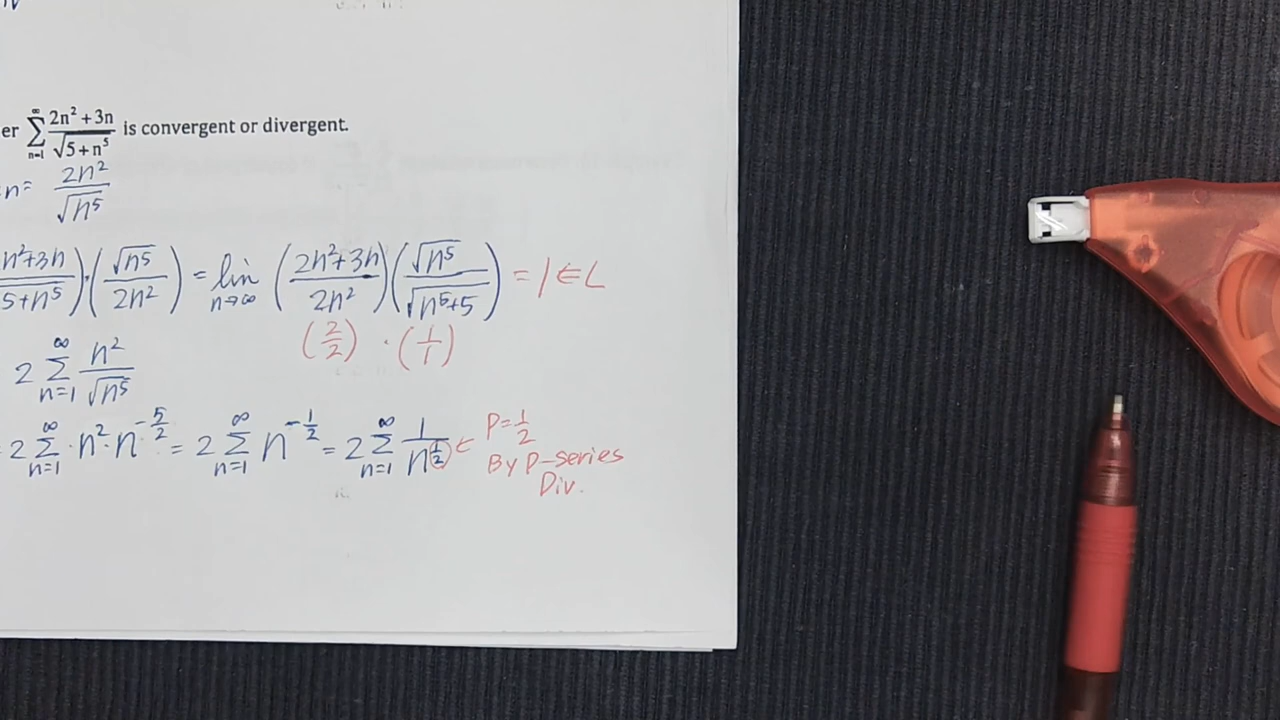 er ∑_{n=1}^{∞} (2n² + 3n)/√(5 + n⁵) is convergent or divergent.
n = 2n²/√n⁵
n²+3n/5+n⁵)·(√n⁵/2n²) = lim_{n→∞} (2n²+3n/2n²)(√n⁵/√(n⁵+5)) = 1 ← L
(2/2) · (1/1)
2 ∑_{n=1}^{∞} n²/√n⁵
2 ∑_{n=1}^{∞} · n² · n^{-5/2} = 2 ∑_{n=1}^{∞} n^{-1/2} = 2 ∑_{n=1}^{∞} 1/n^{1/2} ← P=1/2
By P-series
Div.